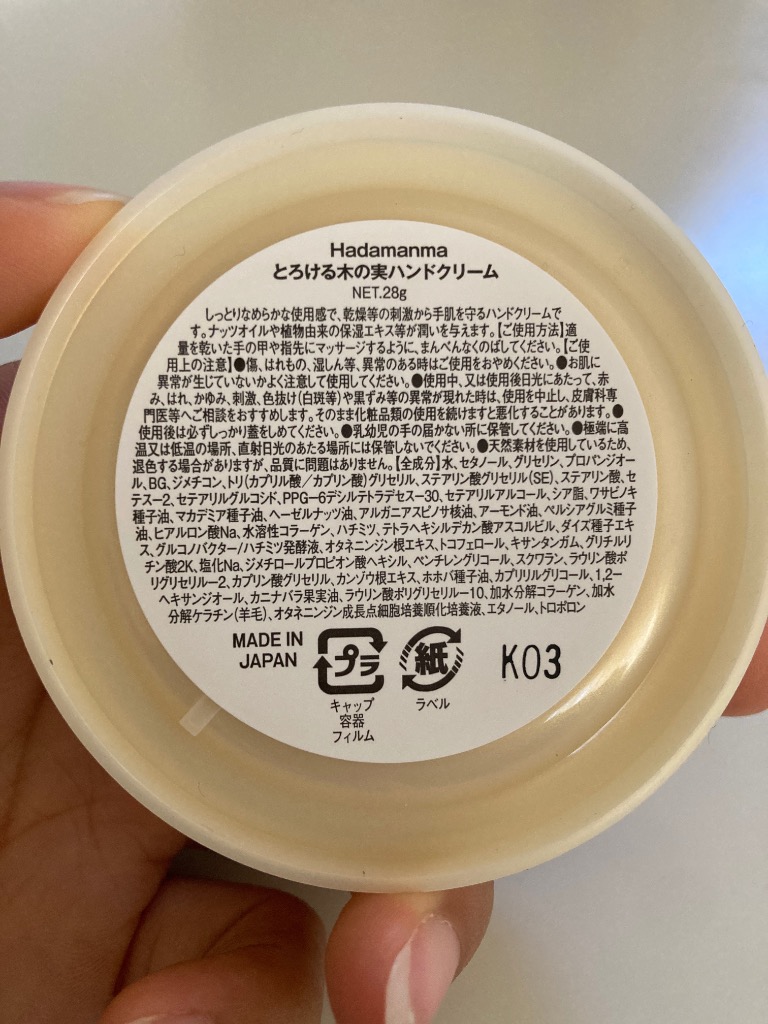 Hadamanma
とろける木の実ハンドクリーム
NET.28g
しっとりなめらかな使用感で、乾燥等の刺激から手肌を守るハンドクリームで
す。ナッツオイルや植物由来の保湿エキス等が潤いを与えます。【ご使用方法】適
量を乾いた手の甲や指先にマッサージするように、まんべんなくのばしてください。【ご使
用上の注意】●傷、はれもの、湿しん等、異常のある時はご使用をおやめください。●お肌に
異常が生じていないかよく注意して使用してください。●使用中、又は使用後日光にあたって、赤
み、はれ、かゆみ、刺激、色抜け(白斑等)や黒ずみ等の異常が現れた時は、使用を中止し、皮膚科専
門医等へご相談をおすすめします。そのまま化粧品類の使用を続けますと悪化することがあります。●
使用後は必ずしっかり蓋をしめてください。●乳幼児の手の届かない所に保管してください。●極端に高
温又は低温の場所、直射日光のあたる場所には保管しないでください。●天然素材を使用しているため、
退色する場合がありますが、品質に問題はありません。【全成分】水、セタノール、グリセリン、プロパンジオー
ル、BG、ジメチコン、トリ(カプリル酸/カプリン酸)グリセリル、ステアリン酸グリセリル(SE)、ステアリン酸、セ
テスー2、セテアリルグルコシド、PPGー6デシルテトラデセスー30、セテアリルアルコール、シア脂、ワサビノキ
種子油、マカデミア種子油、ヘーゼルナッツ油、アルガニアスピノサ核油、アーモンド油、ペルシアグルミ種子
油、ヒアルロン酸Na、水溶性コラーゲン、ハチミツ、テトラヘキシルデカン酸アスコルビル、ダイズ種子エキ
ス、グルコノバクター/ハチミツ発酵液、オタネニンジン根エキス、トコフェロール、キサンタンガム、グリチルリ
チン酸2K、塩化Na、ジメチロールプロピオン酸ヘキシル、ペンチレングリコール、スクワラン、ラウリン酸ポ
リグリセリルー2、カプリン酸グリセリル、カンゾウ根エキス、ホホバ種子油、カプリリルグリコール、1,2ー
ヘキサンジオール、カニナバラ果実油、ラウリン酸ポリグリセリルー10、加水分解コラーゲン、加水
分解ケラチン(羊毛)、オタネニンジン成長点細胞培養順化培養液、エタノール、トロポロン
MADE IN
JAPAN
プラ
紙
K03
キャップ
容器
フィルム
ラベル